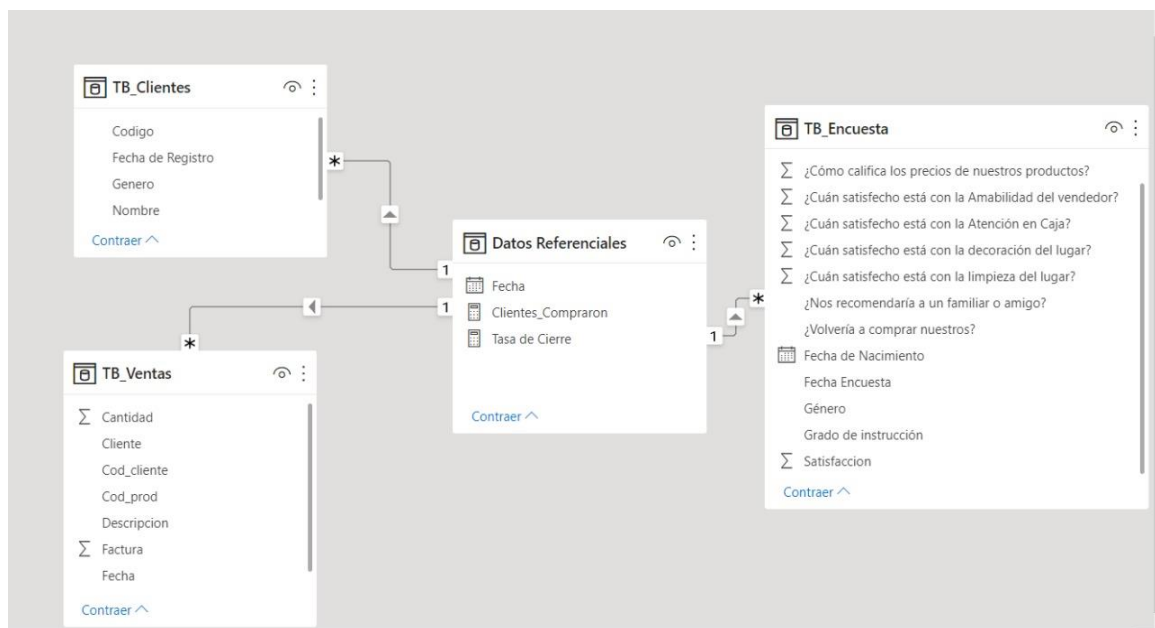 TB_Clientes
Codigo
Fecha de Registro
Genero
Nombre
Contraer
*
1
Datos Referenciales
Fecha
Clientes_Compraron
Tasa de Cierre
Contraer
1
*
1
*
TB_Ventas
Cantidad
Cliente
Cod_cliente
Cod_prod
Descripcion
Factura
Fecha
Contraer
TB_Encuesta
¿Cómo califica los precios de nuestros productos?
¿Cuán satisfecho está con la Amabilidad del vendedor?
¿Cuán satisfecho está con la Atención en Caja?
¿Cuán satisfecho está con la decoración del lugar?
¿Cuán satisfecho está con la limpieza del lugar?
¿Nos recomendaría a un familiar o amigo?
¿Volvería a comprar nuestros?
Fecha de Nacimiento
Fecha Encuesta
Género
Grado de instrucción
Satisfaccion
Contraer